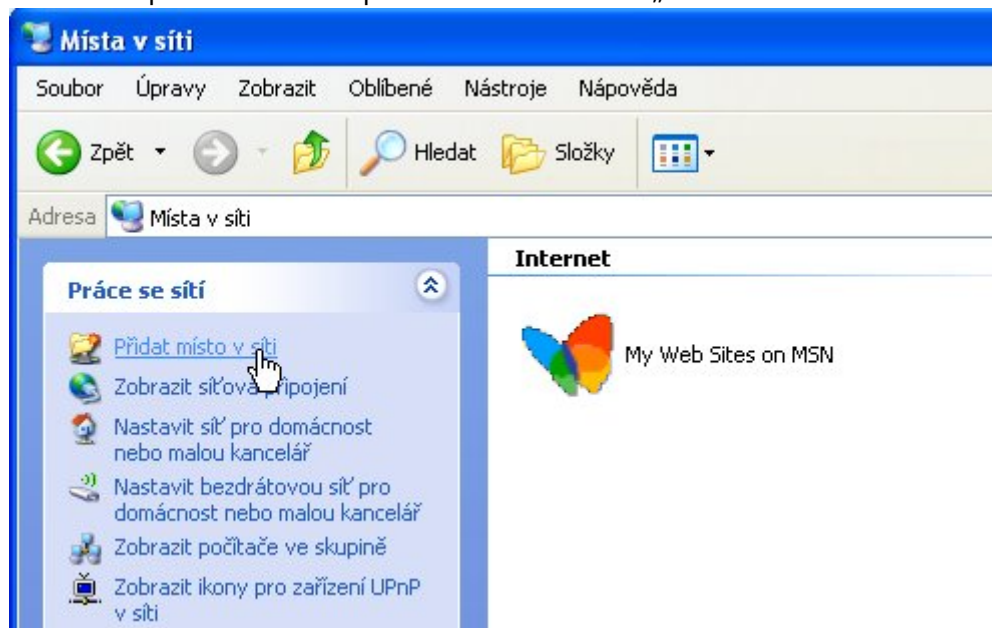 Místa v síti
Soubor Úpravy Zobrazit Oblíbené Nástroje Nápověda
Zpět Hledat Složky
Adresa Místa v síti
Práce se sítí
Přidat místo v síti
Zobrazit síťová připojení
Nastavit síť pro domácnost
nebo malou kancelář
Nastavit bezdrátovou síť pro
domácnost nebo malou kancelář
Zobrazit počítače ve skupině
Zobrazit ikony pro zařízení UPnP
v síti
Internet
My Web Sites on MSN